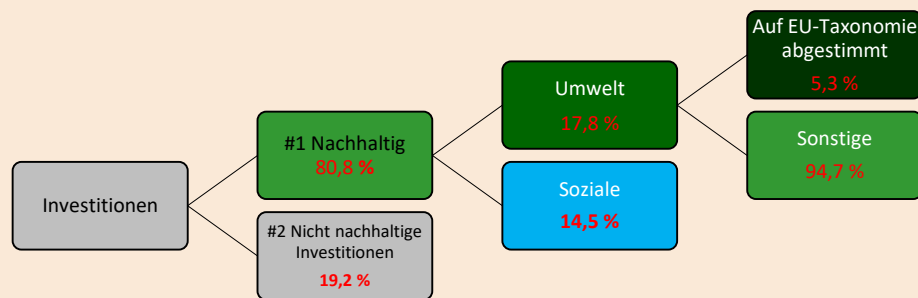 Investitionen
#1 Nachhaltig
80,8 %
#2 Nicht nachhaltige
Investitionen
19,2 %
Umwelt
17,8 %
Soziale
14,5 %
Auf EU-Taxonomie
abgestimmt
5,3 %
Sonstige
94,7 %